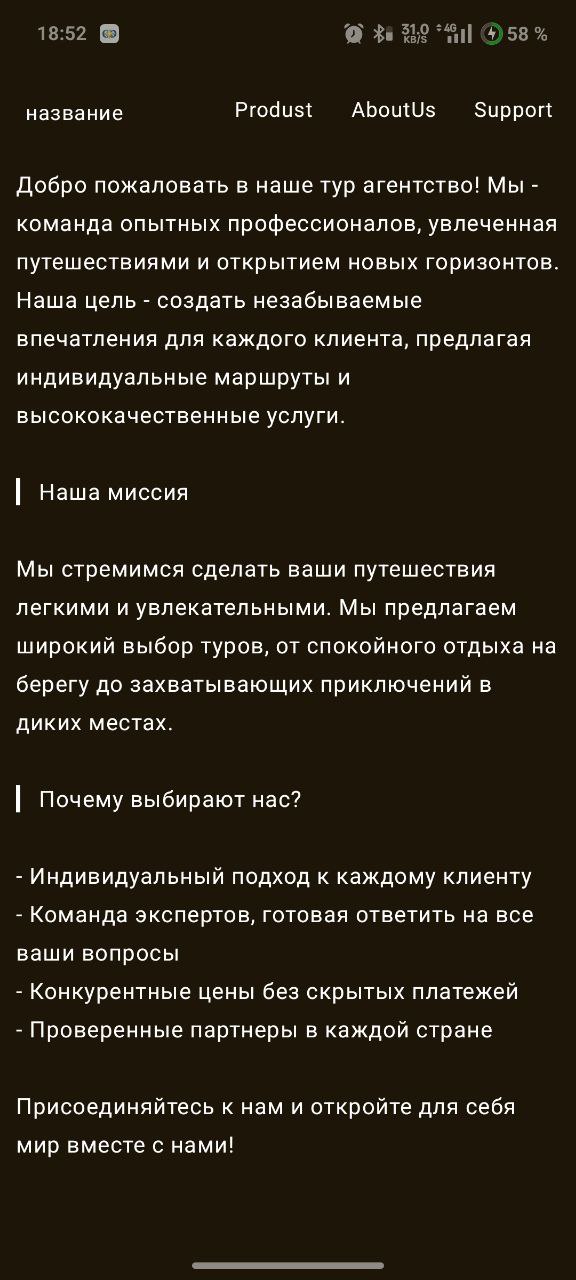 18:52 31.0 KB/S 4G 58 %
название Produst AboutUs Support
Добро пожаловать в наше тур агентство! Мы -
команда опытных профессионалов, увлеченная
путешествиями и открытием новых горизонтов.
Наша цель - создать незабываемые
впечатления для каждого клиента, предлагая
индивидуальные маршруты и
высококачественные услуги.
Наша миссия
Мы стремимся сделать ваши путешествия
легкими и увлекательными. Мы предлагаем
широкий выбор туров, от спокойного отдыха на
берегу до захватывающих приключений в
диких местах.
Почему выбирают нас?
- Индивидуальный подход к каждому клиенту
- Команда экспертов, готовая ответить на все
ваши вопросы
- Конкурентные цены без скрытых платежей
- Проверенные партнеры в каждой стране
Присоединяйтесь к нам и откройте для себя
мир вместе с нами!